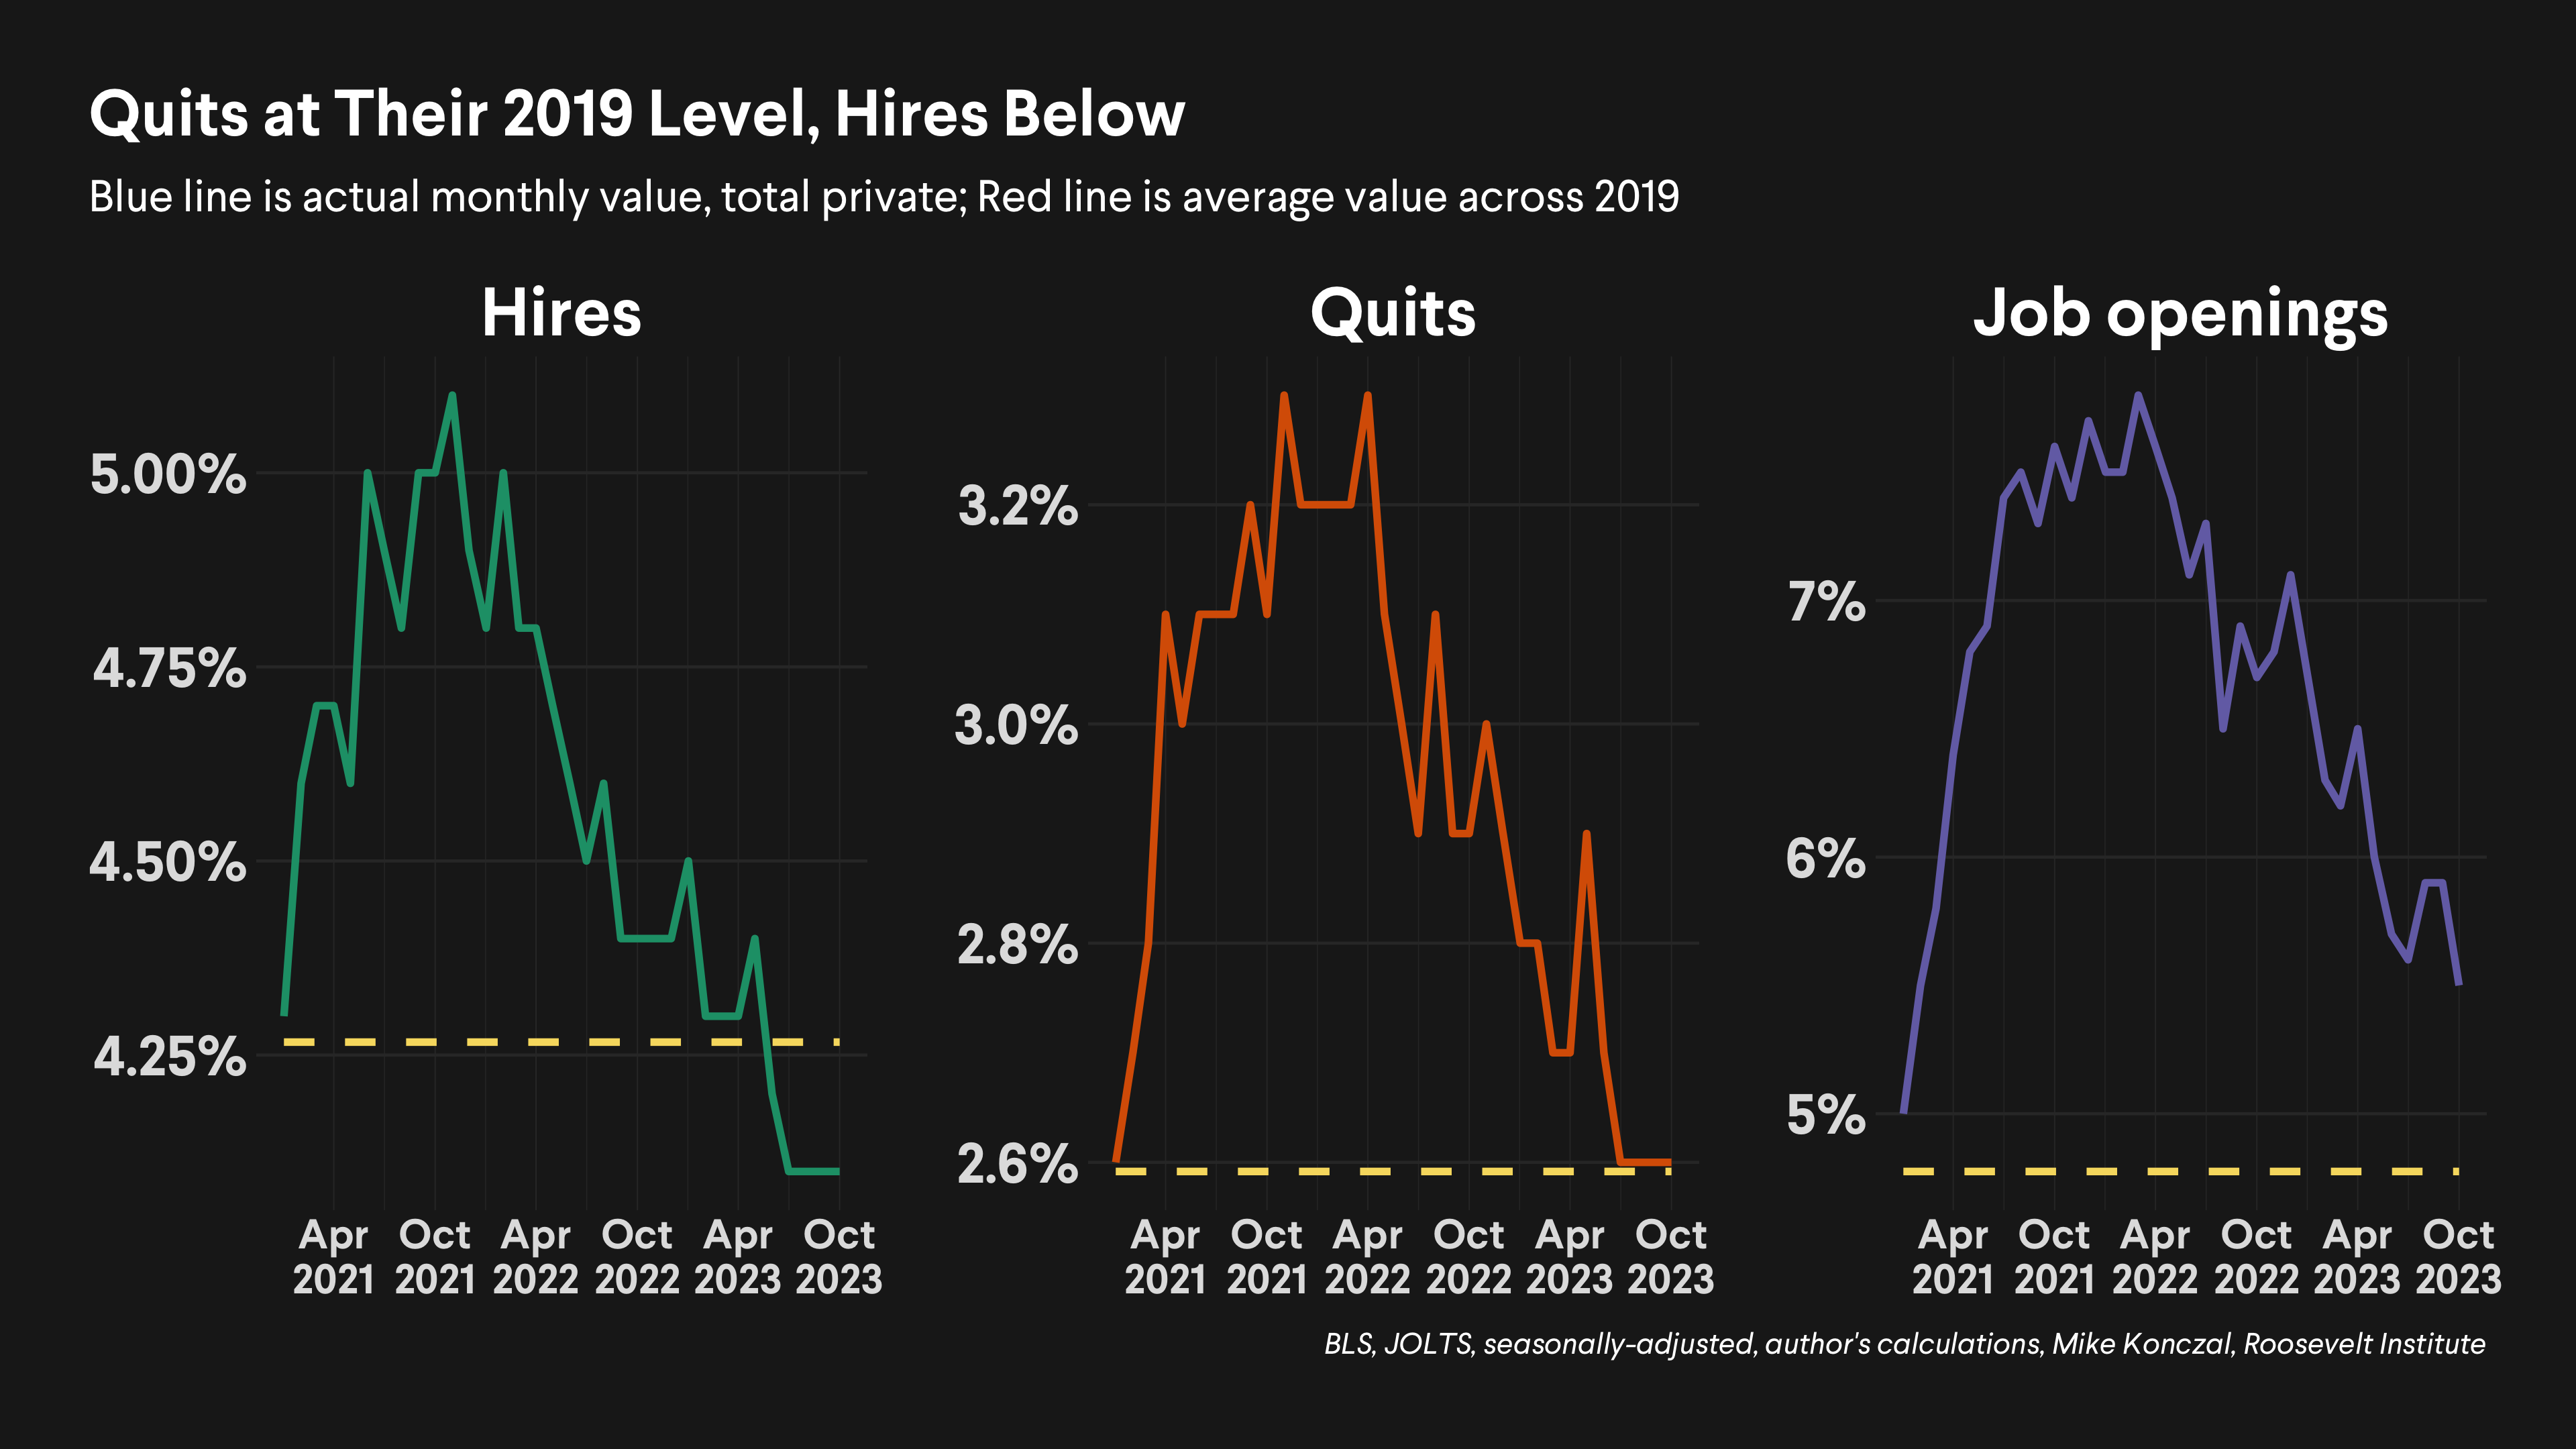 Quits at Their 2019 Level, Hires Below
Blue line is actual monthly value, total private; Red line is average value across 2019
Hires
5.00%
4.75%
4.50%
4.25%
Apr Oct Apr Oct Apr Oct
2021 2021 2022 2022 2023 2023
Quits
3.2%
3.0%
2.8%
2.6%
Apr Oct Apr Oct Apr Oct
2021 2021 2022 2022 2023 2023
Job openings
7%
6%
5%
Apr Oct Apr Oct Apr Oct
2021 2021 2022 2022 2023 2023
BLS, JOLTS, seasonally-adjusted, author's calculations, Mike Konczal, Roosevelt Institute